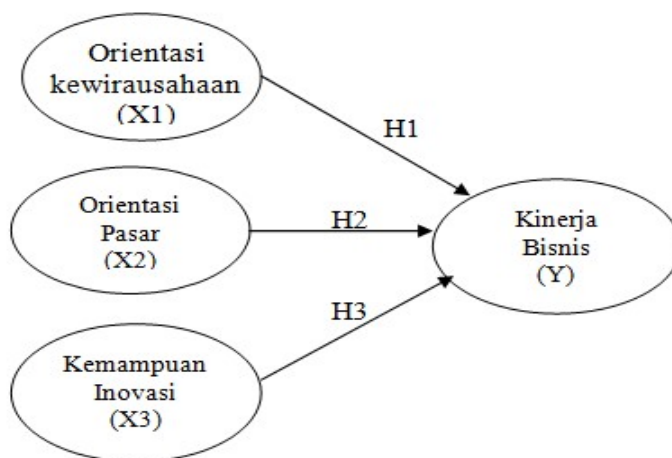 Orientasi
kewirausahaan
(X1)
H1
Orientasi
Pasar
(X2)
H2
Kinerja
Bisnis
(Y)
H3
Kemampuan
Inovasi
(X3)